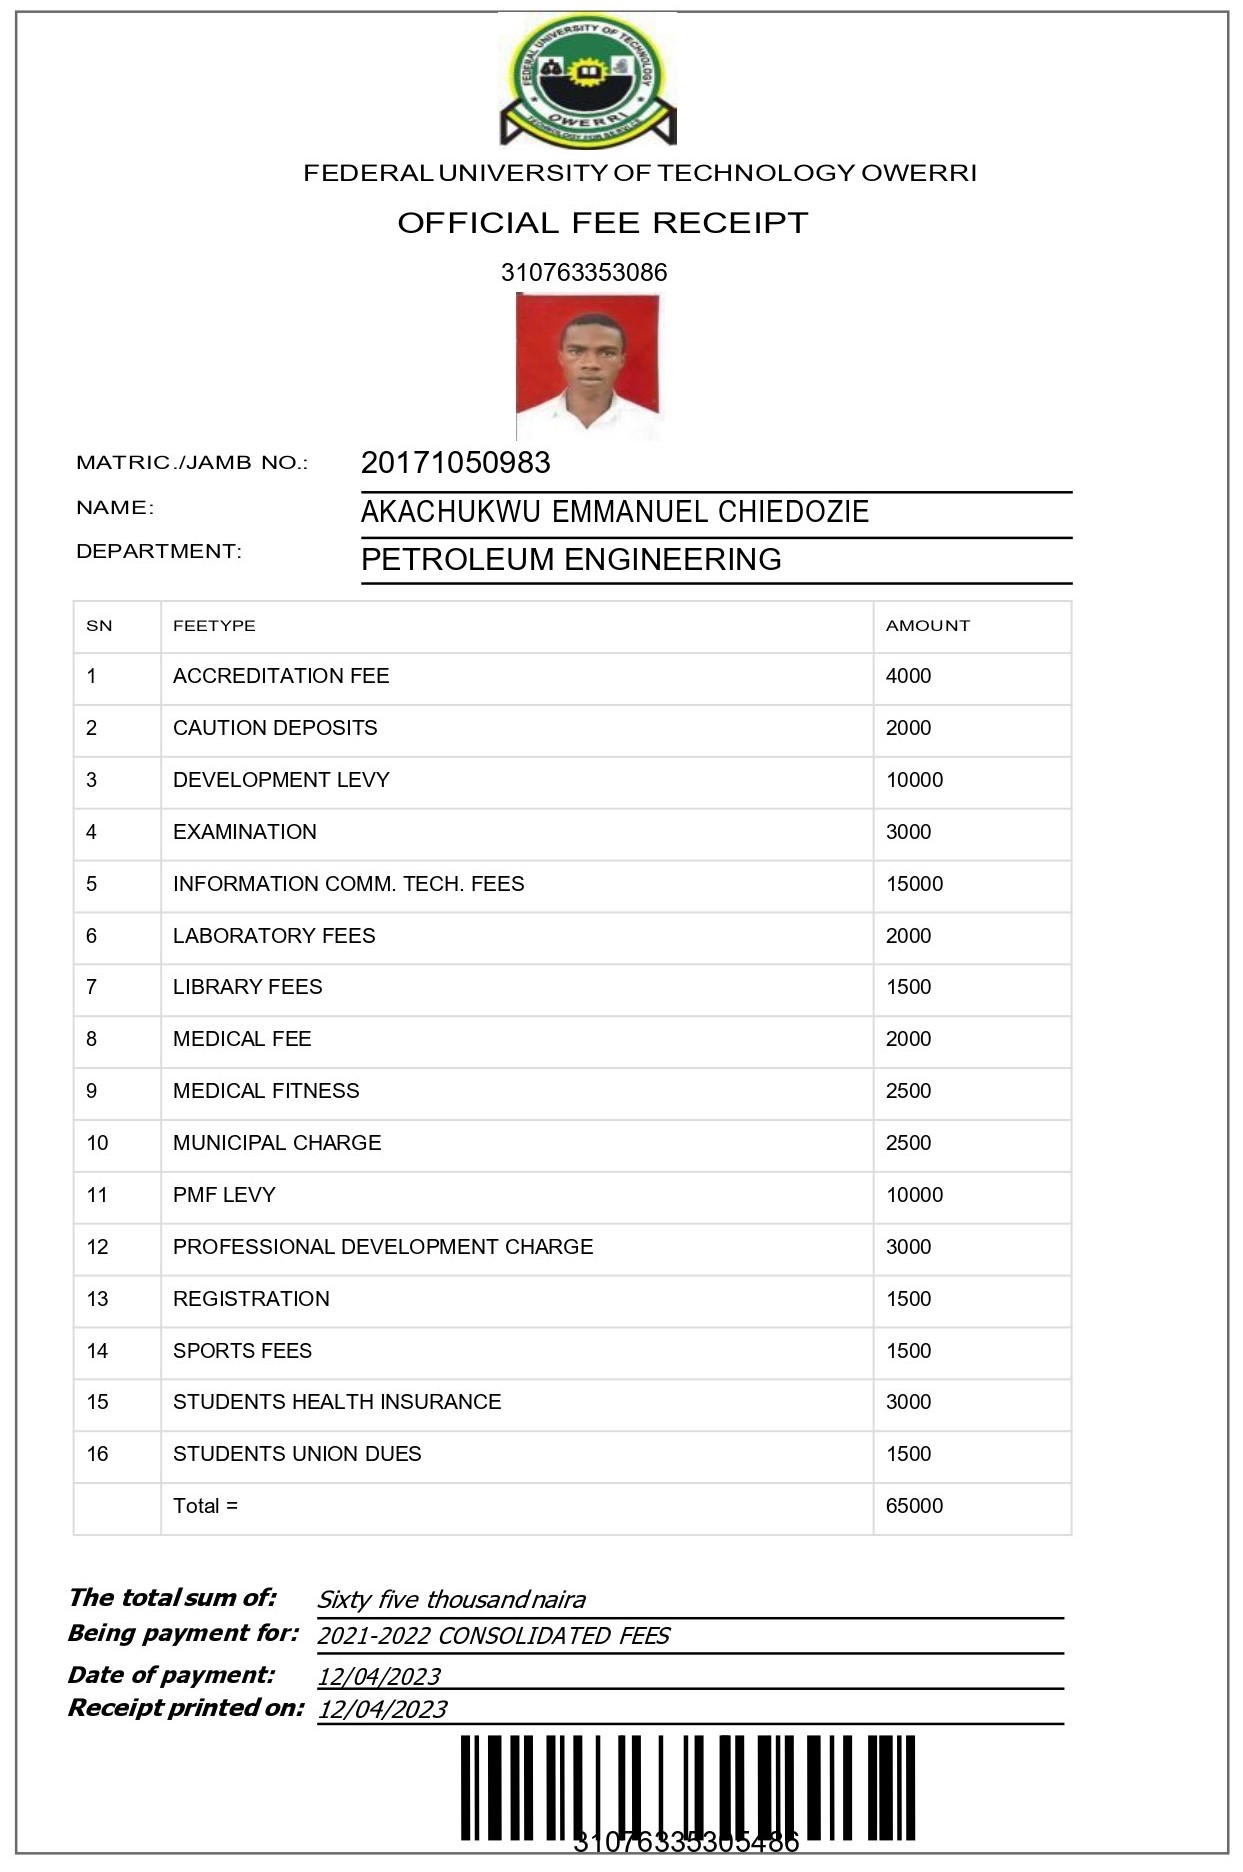 FEDERAL UNIVERSITY OF TECHNOLOGY
OWERRI
TECHNOLOGY FOR SERVICE
FEDERAL UNIVERSITY OF TECHNOLOGY OWERRI
OFFICIAL FEE RECEIPT
310763353086
MATRIC./JAMB NO.: 20171050983
NAME: AKACHUKWU EMMANUEL CHIEDOZIE
DEPARTMENT: PETROLEUM ENGINEERING
SN FEETYPE AMOUNT
1 ACCREDITATION FEE 4000
2 CAUTION DEPOSITS 2000
3 DEVELOPMENT LEVY 10000
4 EXAMINATION 3000
5 INFORMATION COMM. TECH. FEES 15000
6 LABORATORY FEES 2000
7 LIBRARY FEES 1500
8 MEDICAL FEE 2000
9 MEDICAL FITNESS 2500
10 MUNICIPAL CHARGE 2500
11 PMF LEVY 10000
12 PROFESSIONAL DEVELOPMENT CHARGE 3000
13 REGISTRATION 1500
14 SPORTS FEES 1500
15 STUDENTS HEALTH INSURANCE 3000
16 STUDENTS UNION DUES 1500
Total = 65000
The total sum of: Sixty five thousand naira
Being payment for: 2021-2022 CONSOLIDATED FEES
Date of payment: 12/04/2023
Receipt printed on: 12/04/2023
31076335305486